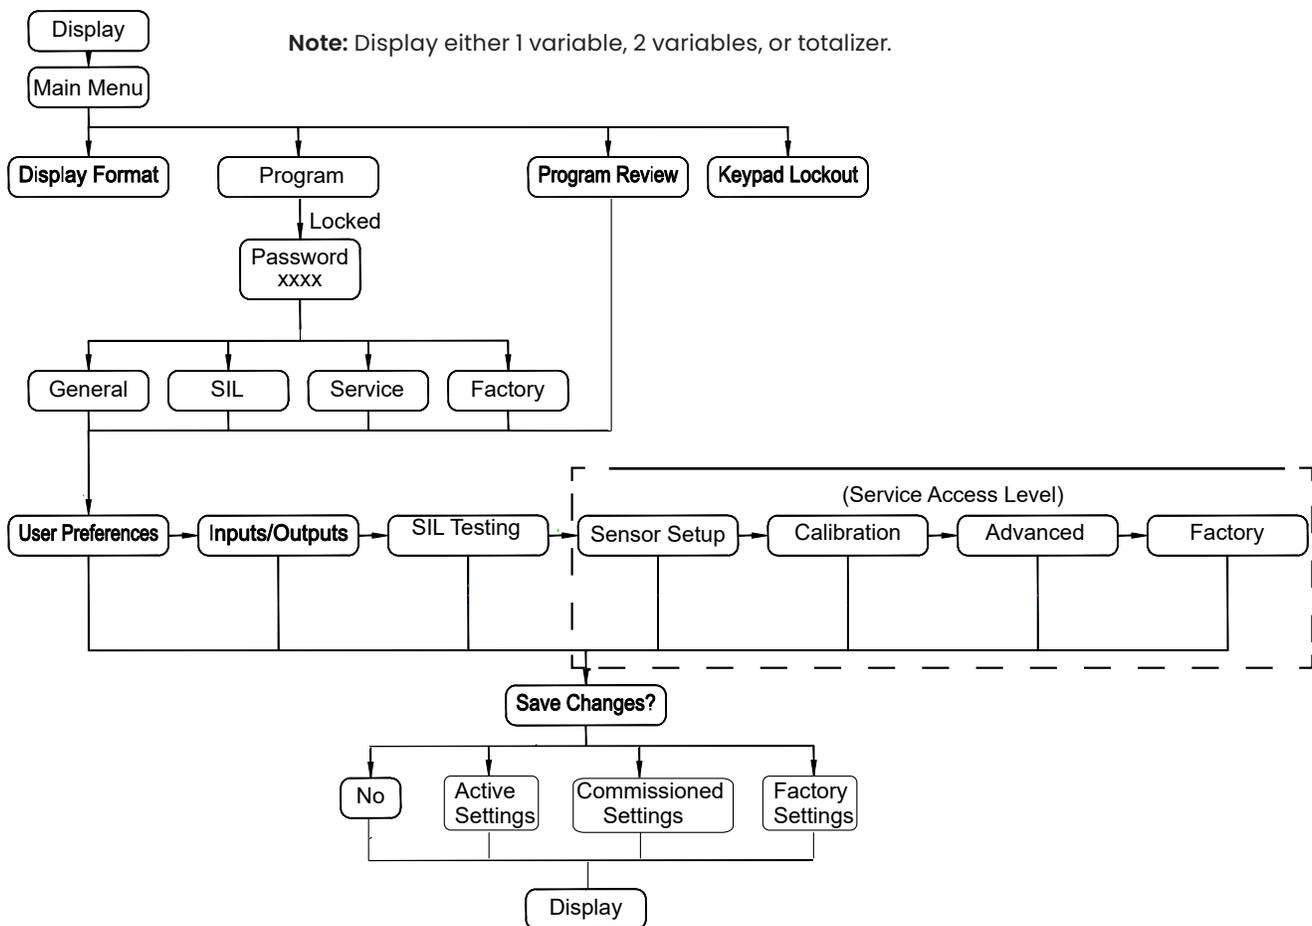 Display
Note: Display either 1 variable, 2 variables, or totalizer.
Main Menu
Display Format
Program
Program Review
Keypad Lockout
Locked
Password
xxxx
General
SIL
Service
Factory
(Service Access Level)
User Preferences
Inputs/Outputs
SIL Testing
Sensor Setup
Calibration
Advanced
Factory
Save Changes?
No
Active
Settings
Commissioned
Settings
Factory
Settings
Display